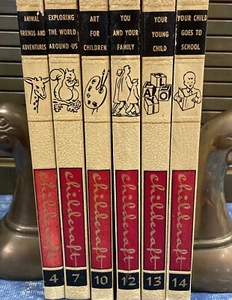 ANIMAL
FRIENDS AND
ADVENTURES
childcraft
4
EXPLORING
THE WORLD
AROUND US
childcraft
7
ART
FOR
CHILDREN
childcraft
10
YOU
AND YOUR
FAMILY
childcraft
12
YOUR
YOUNG
CHILD
childcraft
13
YOUR CHILD
GOES TO
SCHOOL
childcraft
14